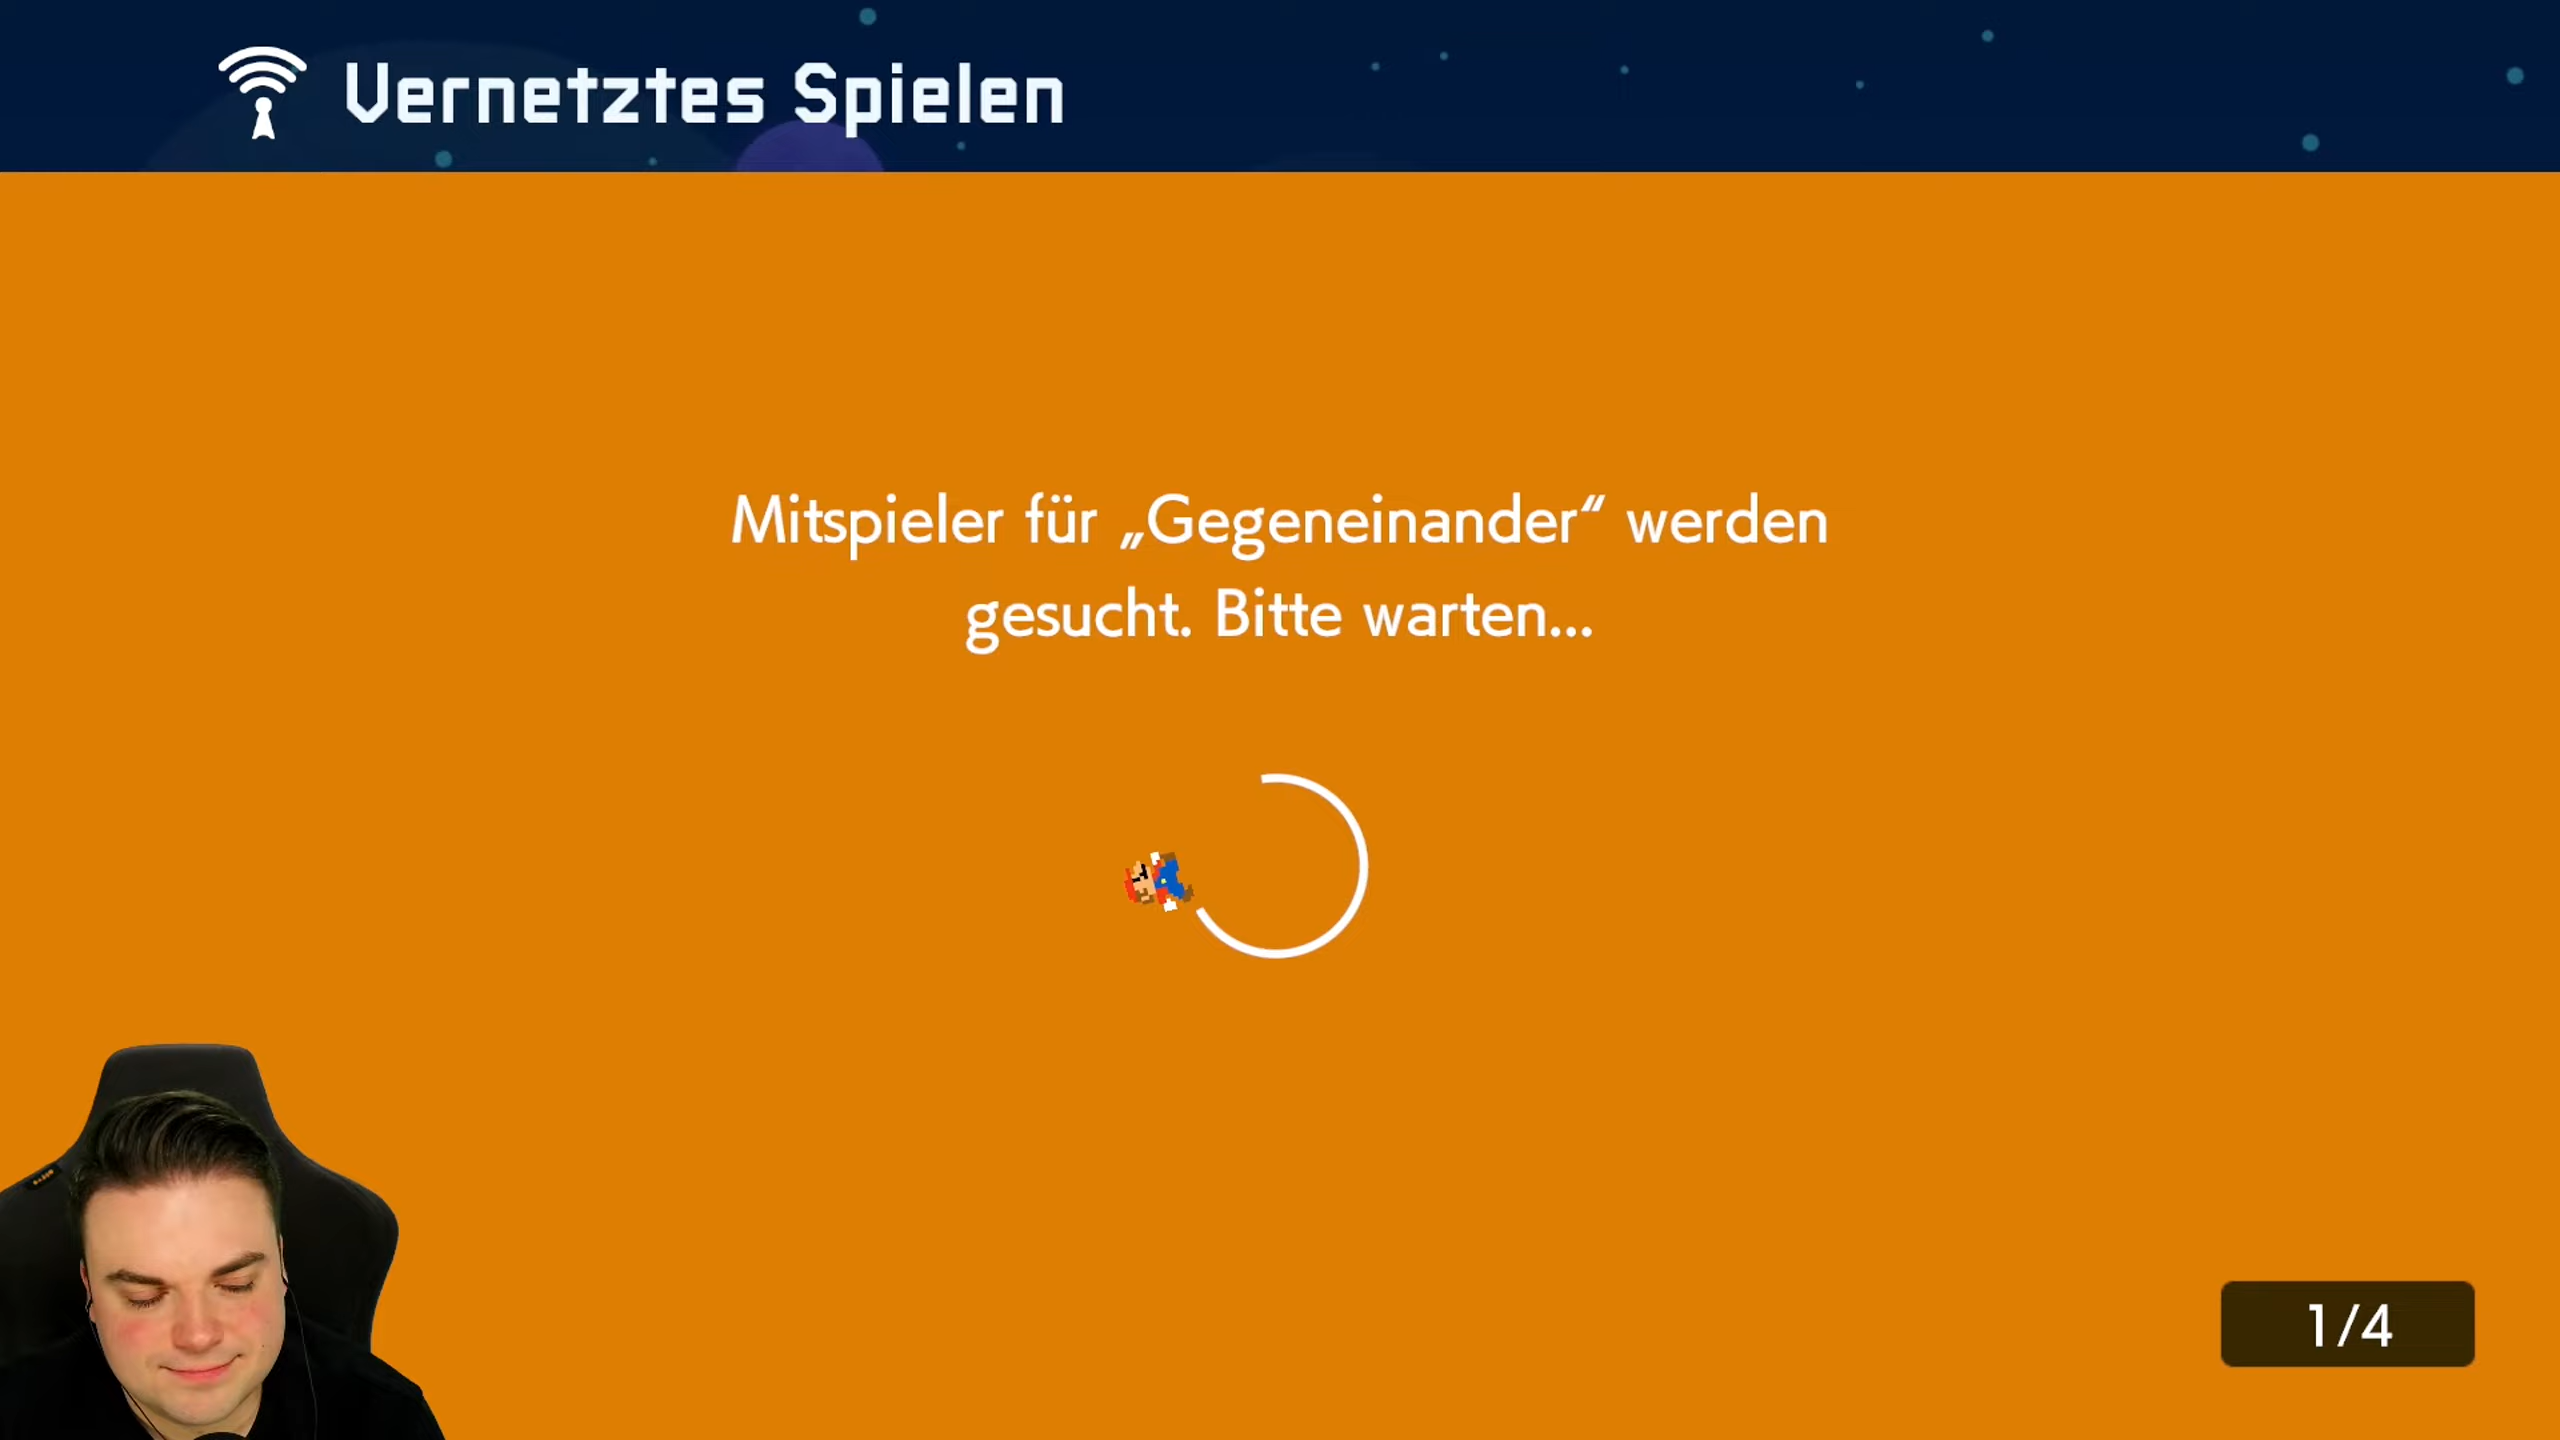 Vernetztes Spielen
Mitspieler für „Gegeneinander“ werden
gesucht. Bitte warten...
1/4